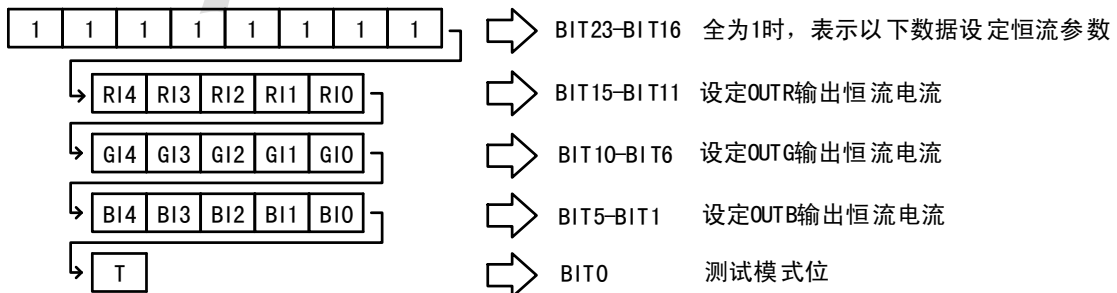 1 1 1 1 1 1 1 1 BIT23-BIT16 全为1时，表示以下数据设定恒流参数
RI4 RI3 RI2 RI1 RI0 BIT15-BIT11 设定OUTR输出恒流电流
GI4 GI3 GI2 GI1 GI0 BIT10-BIT6 设定OUTG输出恒流电流
BI4 BI3 BI2 BI1 BI0 BIT5-BIT1 设定OUTB输出恒流电流
T BIT0 测试模式位